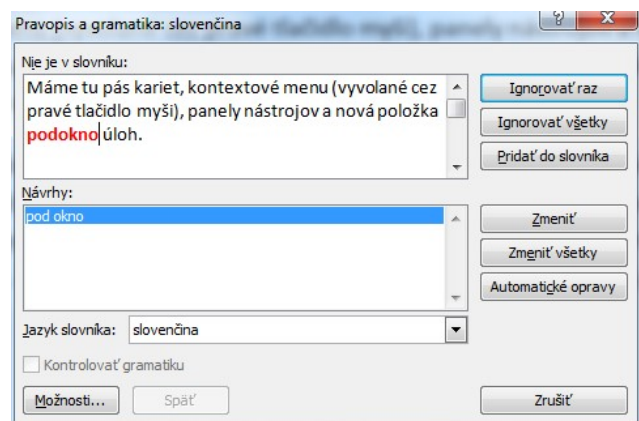 Pravopis a gramatika: slovenčina
Nie je v slovníku:
Máme tu pás kariet, kontextové menu (vyvolané cez
pravé tlačidlo myši), panely nástrojov a nová položka
podokno úloh.
Ignorovať raz
Ignorovať všetky
Pridať do slovníka
Návrhy:
pod okno
Zmeniť
Zmeniť všetky
Automatické opravy
Jazyk slovníka: slovenčina
Kontrolovať gramatiku
Možnosti... Späť Zrušiť